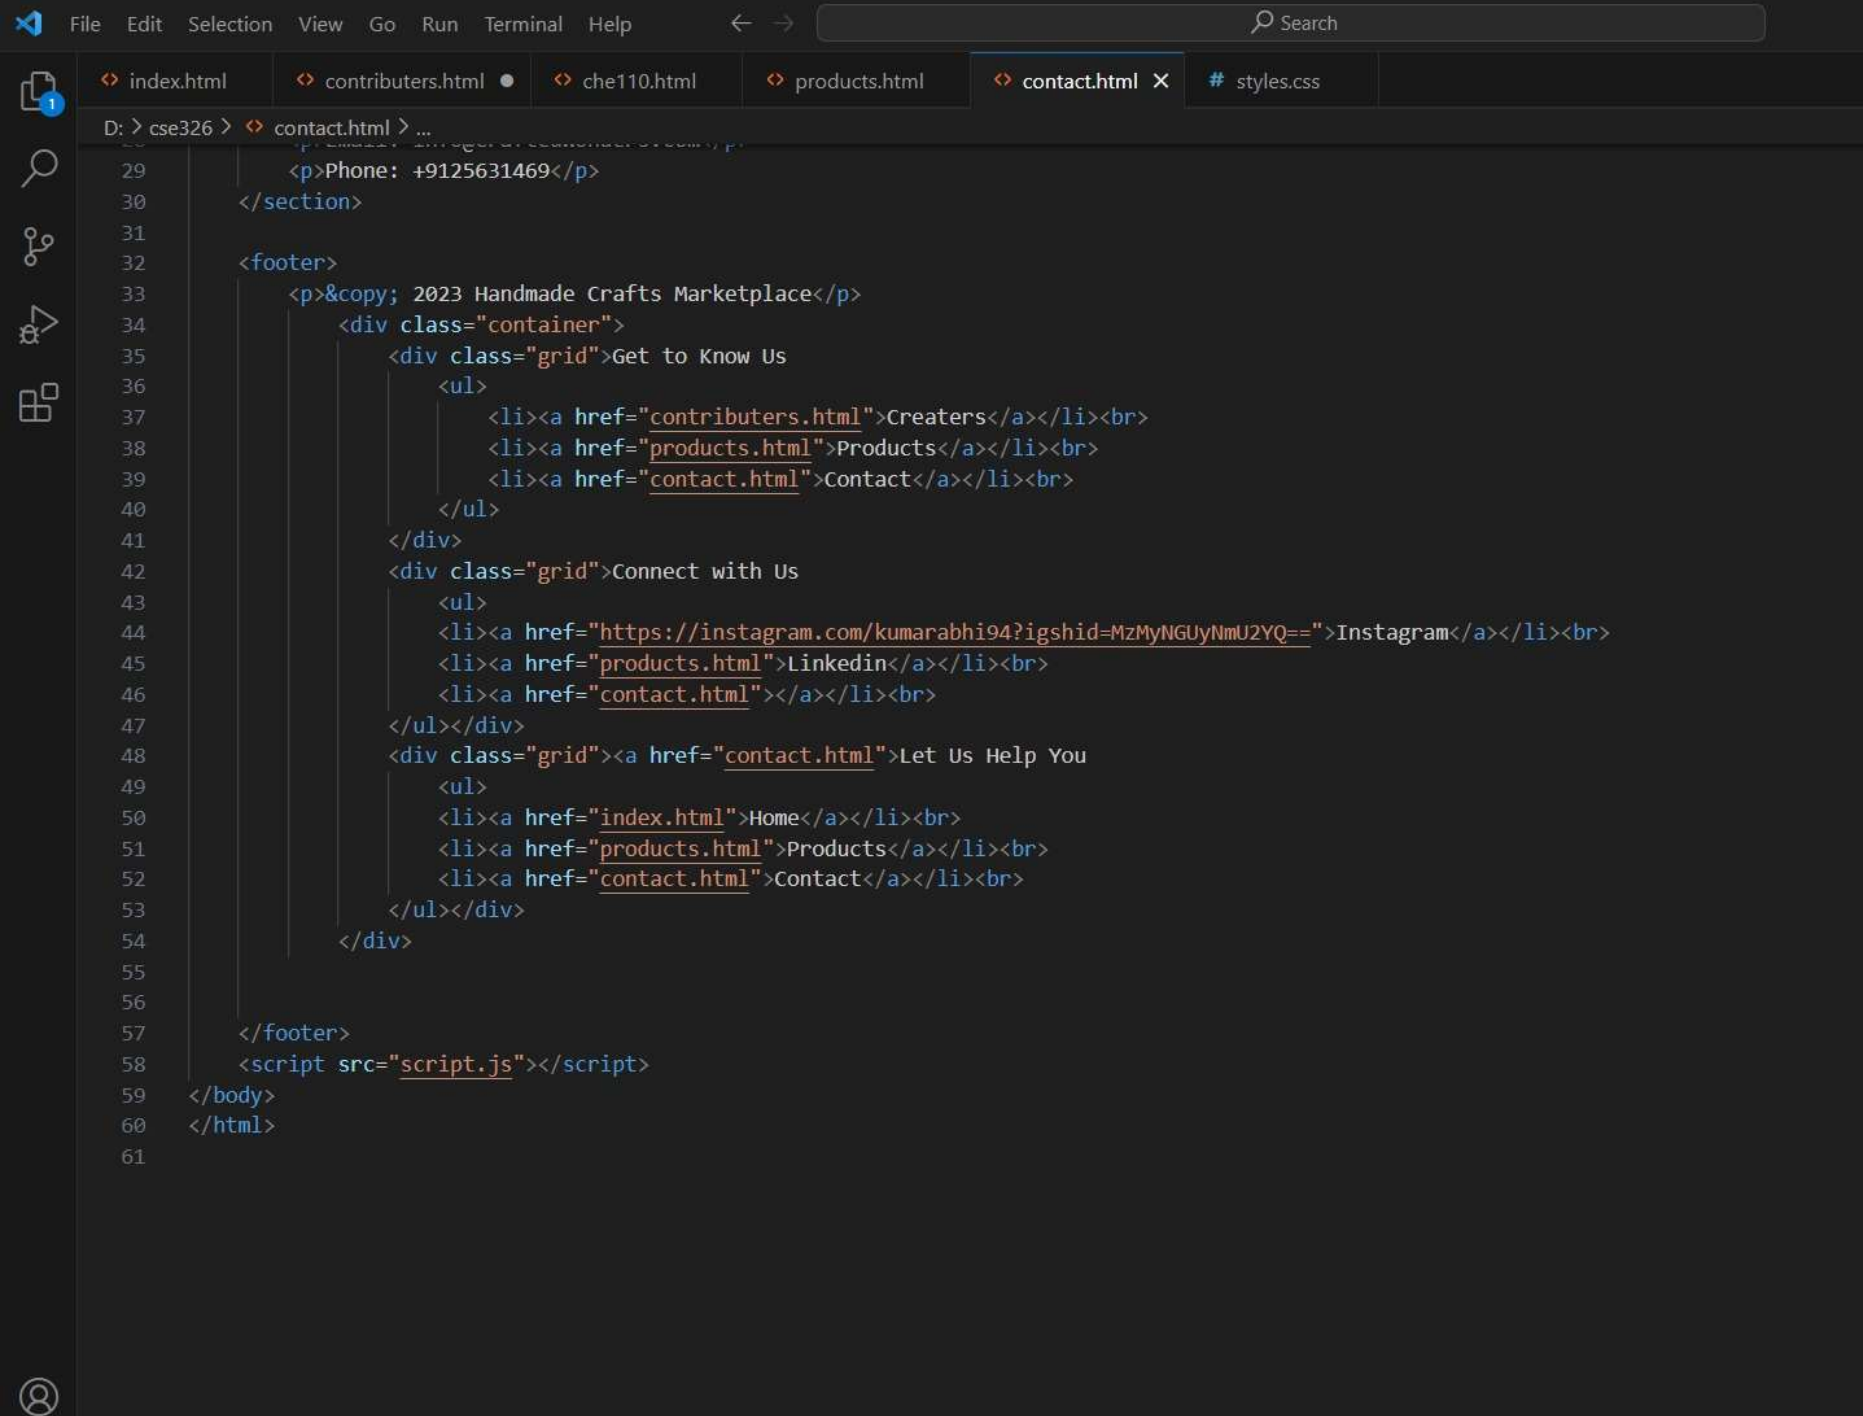 File Edit Selection View Go Run Terminal Help Search
index.html contributers.html che110.html products.html contact.html # styles.css
1
D: > cse326 > contact.html > ...
29 <p>Phone: +9125631469</p>
30 </section>
31
32 <footer>
33 <p>&copy; 2023 Handmade Crafts Marketplace</p>
34 <div class="container">
35 <div class="grid">Get to Know Us
36 <ul>
37 <li><a href="contributers.html">Creaters</a></li><br>
38 <li><a href="products.html">Products</a></li><br>
39 <li><a href="contact.html">Contact</a></li><br>
40 </ul>
41 </div>
42 <div class="grid">Connect with Us
43 <ul>
44 <li><a href="https://instagram.com/kumarabhi94?igshid=MzMyNGUyNmU2YQ==">Instagram</a></li><br>
45 <li><a href="products.html">Linkedin</a></li><br>
46 <li><a href="contact.html"></a></li><br>
47 </ul></div>
48 <div class="grid"><a href="contact.html">Let Us Help You
49 <ul>
50 <li><a href="index.html">Home</a></li><br>
51 <li><a href="products.html">Products</a></li><br>
52 <li><a href="contact.html">Contact</a></li><br>
53 </ul></div>
54 </div>
55
56
57 </footer>
58 <script src="script.js"></script>
59 </body>
60 </html>
61